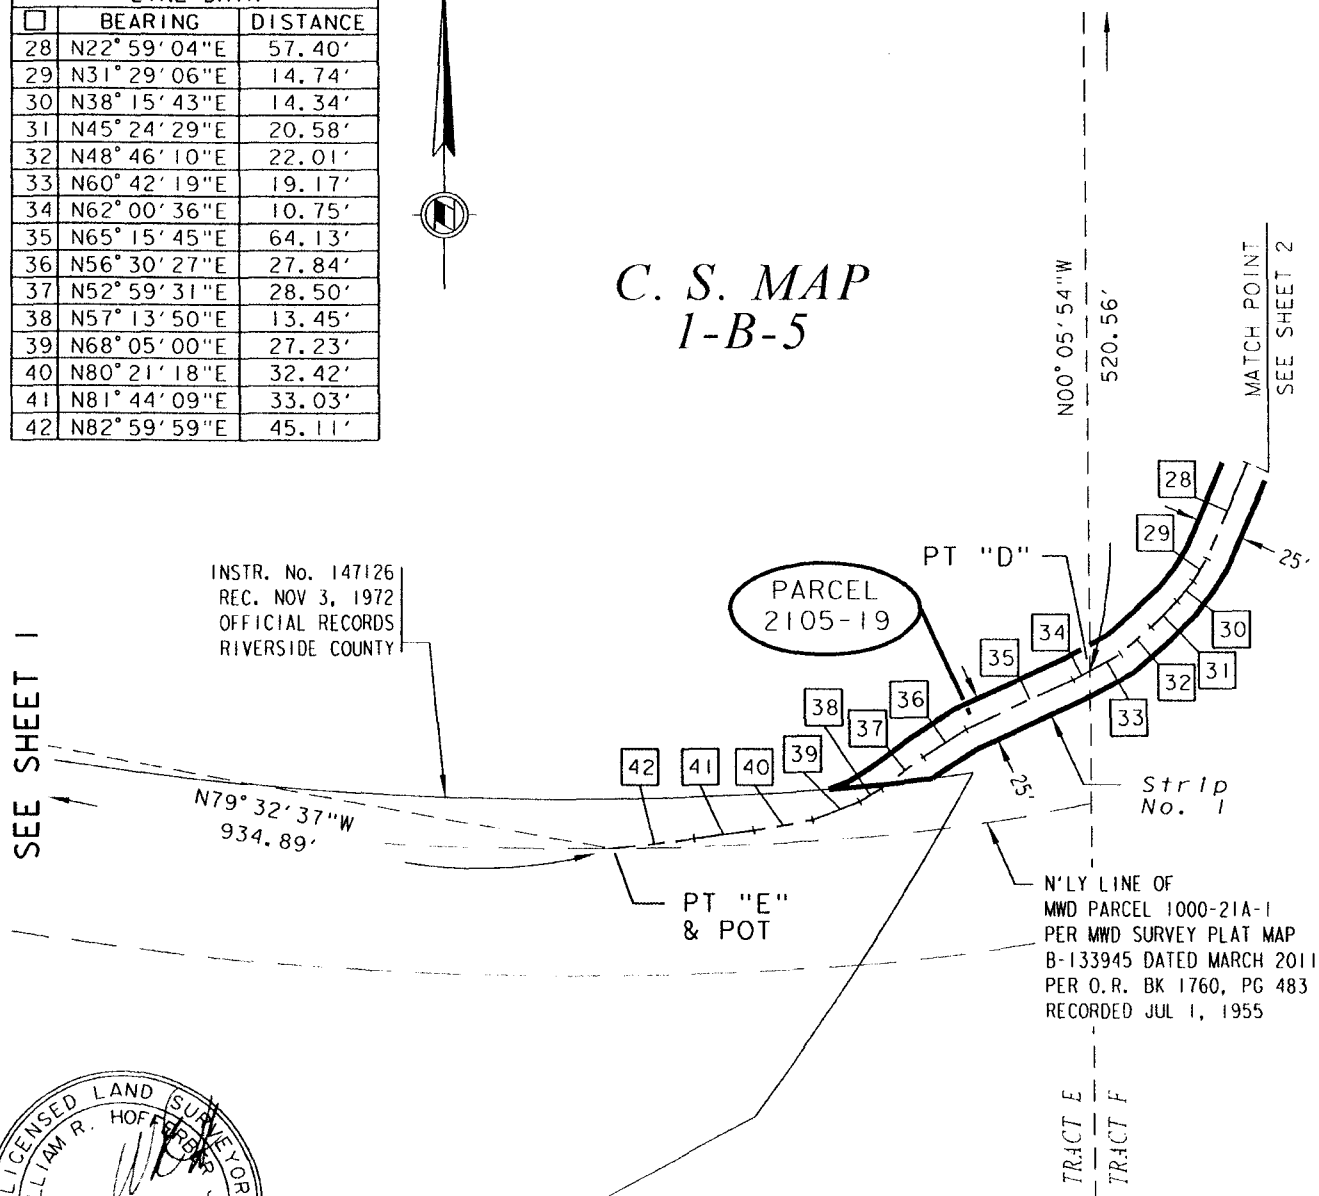 BEARING DISTANCE
28 N22°59'04"E 57.40'
29 N31°29'06"E 14.74'
30 N38°15'43"E 14.34'
31 N45°24'29"E 20.58'
32 N48°46'10"E 22.01'
33 N60°42'19"E 19.17'
34 N62°00'36"E 10.75'
35 N65°15'45"E 64.13'
36 N56°30'27"E 27.84'
37 N52°59'31"E 28.50'
38 N57°13'50"E 13.45'
39 N68°05'00"E 27.23'
40 N80°21'18"E 32.42'
41 N81°44'09"E 33.03'
42 N82°59'59"E 45.11'
C. S. MAP
1-B-5
N00°05'54"W
520.56'
MATCH POINT
SEE SHEET 2
28
29
25'
PT "D"
INSTR. No. 147126
REC. NOV 3, 1972
OFFICIAL RECORDS
RIVERSIDE COUNTY
PARCEL
2105-19
30
31
32
33
34
35
36
37
38
39
40
41
42
SEE SHEET 1
N79°32'37"W
934.89'
25'
Strip
No. 1
PT "E"
& POT
N'LY LINE OF
MWD PARCEL 1000-21A-1
PER MWD SURVEY PLAT MAP
B-133945 DATED MARCH 2011
PER O.R. BK 1760, PG 483
RECORDED JUL 1, 1955
TRACT E
TRACT F
LICENSED LAND SURVEYOR
LLIAM R. HOFFERBER